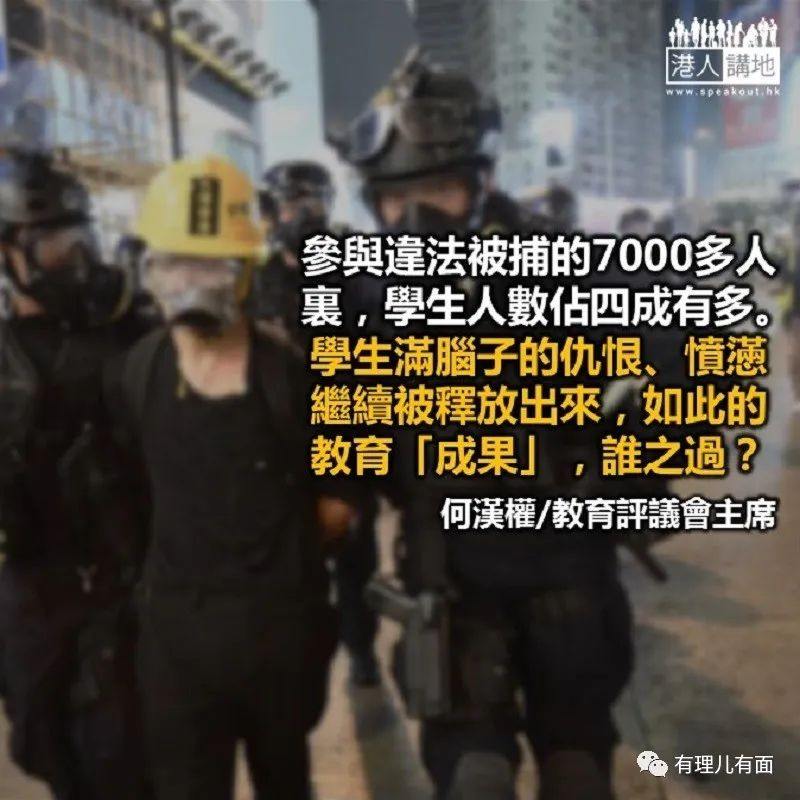 港人講地
www.speakout.hk
參與違法被捕的7000多人
裏，學生人數佔四成有多。
學生滿腦子的仇恨、憤懣
繼續被釋放出來，如此的
教育「成果」，誰之過？
何漢權/教育評議會主席
有理儿有面